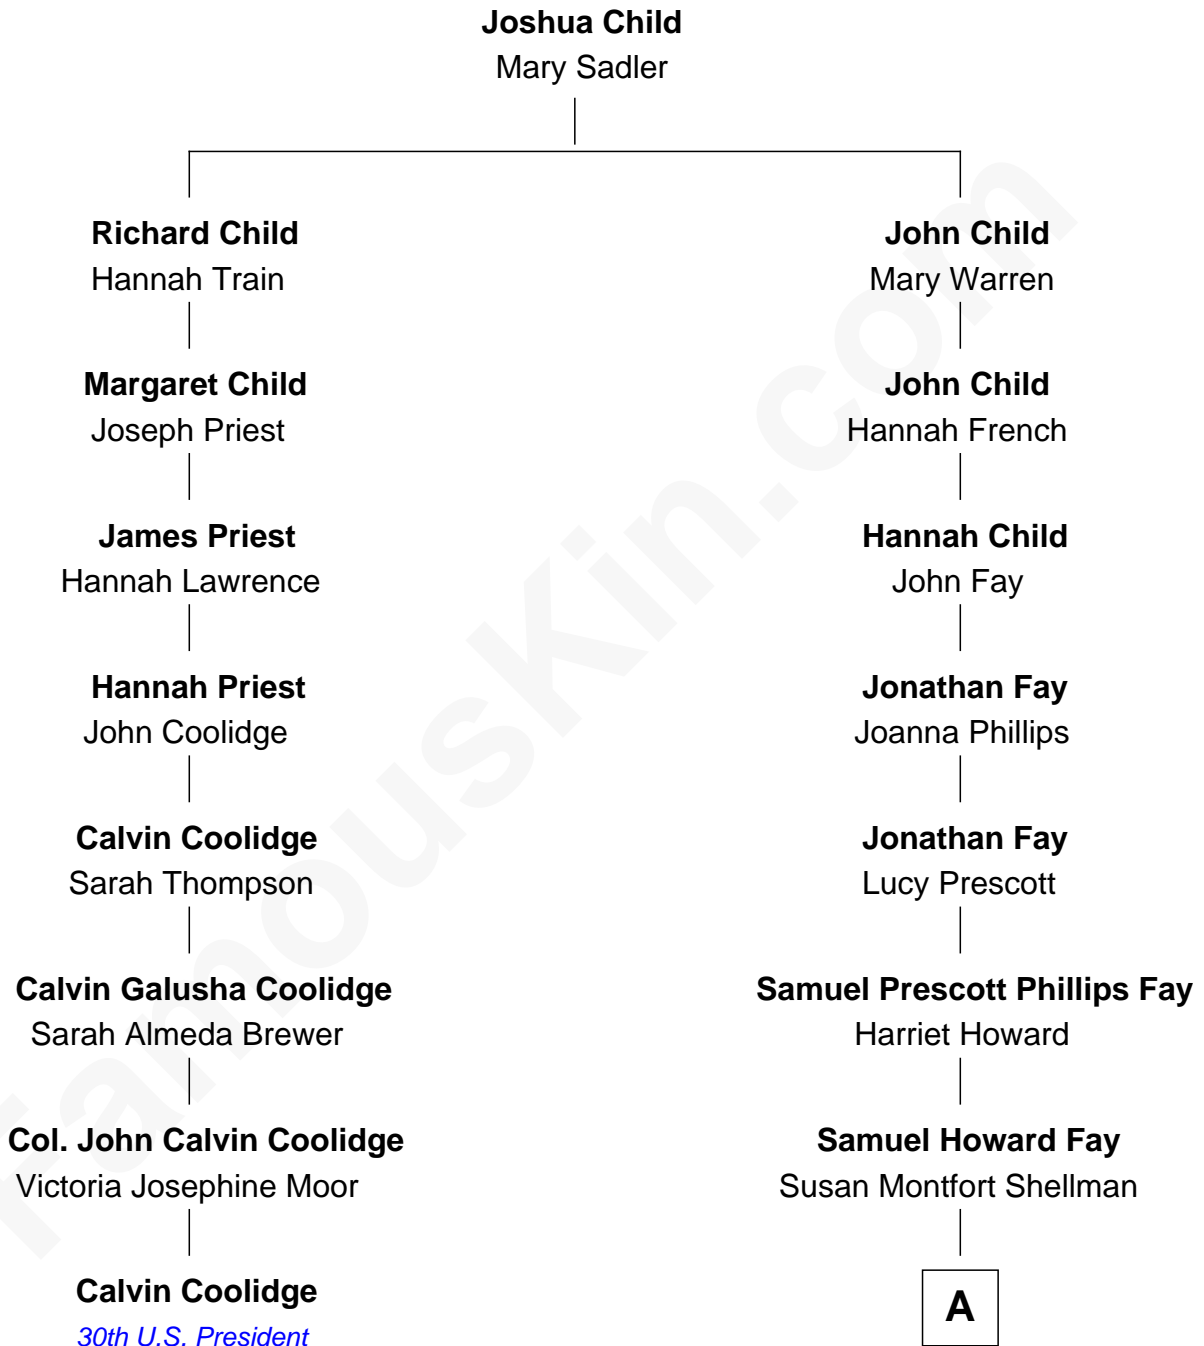 Joshua Child
Mary Sadler
Richard Child
Hannah Train
John Child
Mary Warren
Margaret Child
Joseph Priest
John Child
Hannah French
James Priest
Hannah Lawrence
Hannah Child
John Fay
Hannah Priest
John Coolidge
Jonathan Fay
Joanna Phillips
Calvin Coolidge
Sarah Thompson
Jonathan Fay
Lucy Prescott
Calvin Galusha Coolidge
Sarah Almeda Brewer
Samuel Prescott Phillips Fay
Harriet Howard
Col. John Calvin Coolidge
Victoria Josephine Moor
Samuel Howard Fay
Susan Montfort Shellman
Calvin Coolidge
30th U.S. President
A
FamousKin.com